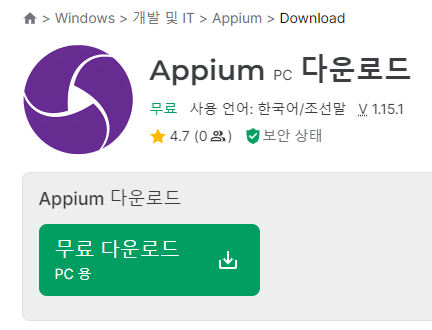 > Windows > 개발 및 IT > Appium > Download
Appium PC 다운로드
무료 사용 언어: 한국어/조선말 V 1.15.1
4.7 (0) 보안 상태
Appium 다운로드
무료 다운로드
PC 용